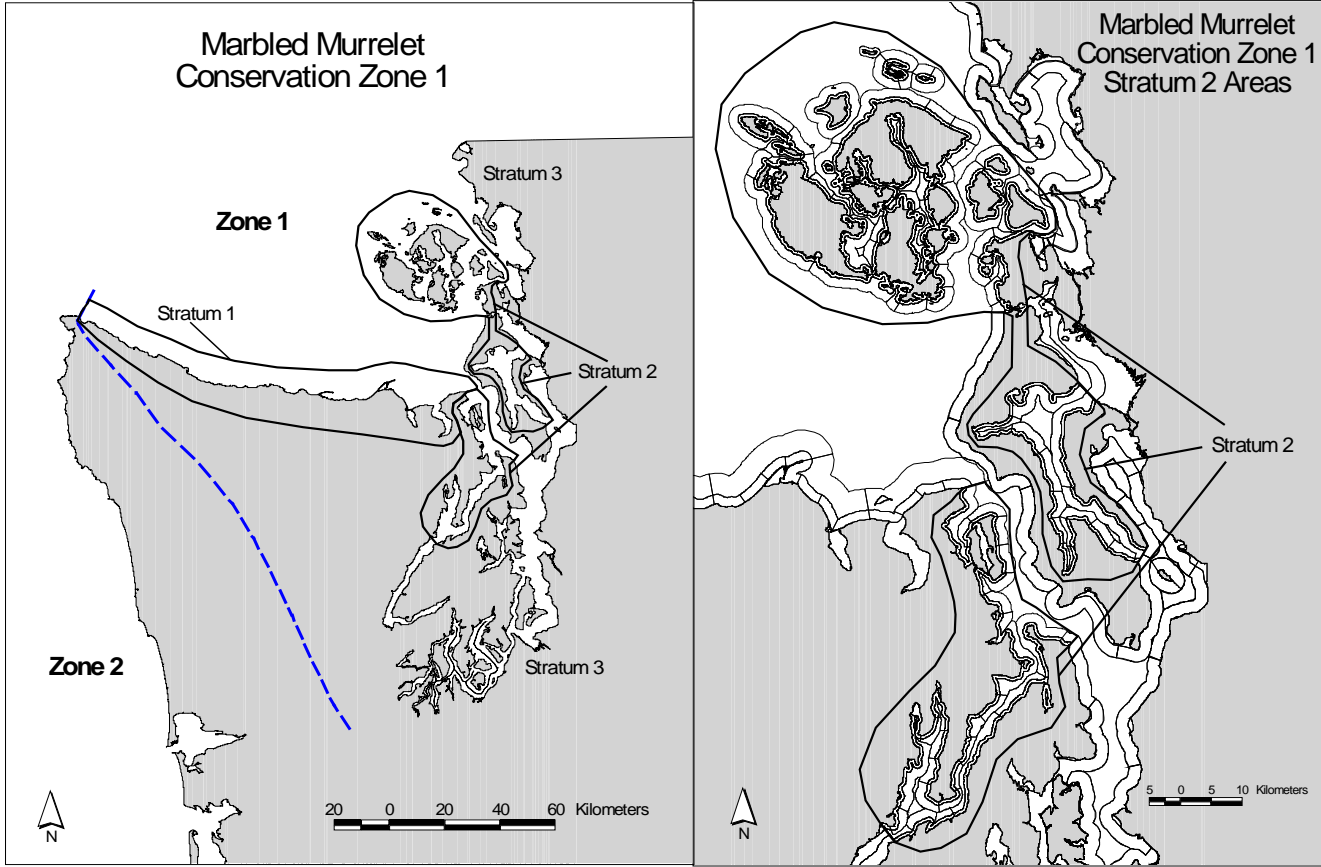 Marbled Murrelet
Conservation Zone 1
Stratum 3
Zone 1
Stratum 1
Stratum 2
Zone 2
Stratum 3
N
20 0 20 40 60 Kilometers
Marbled Murrelet
Conservation Zone 1
Stratum 2 Areas
Stratum 2
N
5 0 5 10 Kilometers